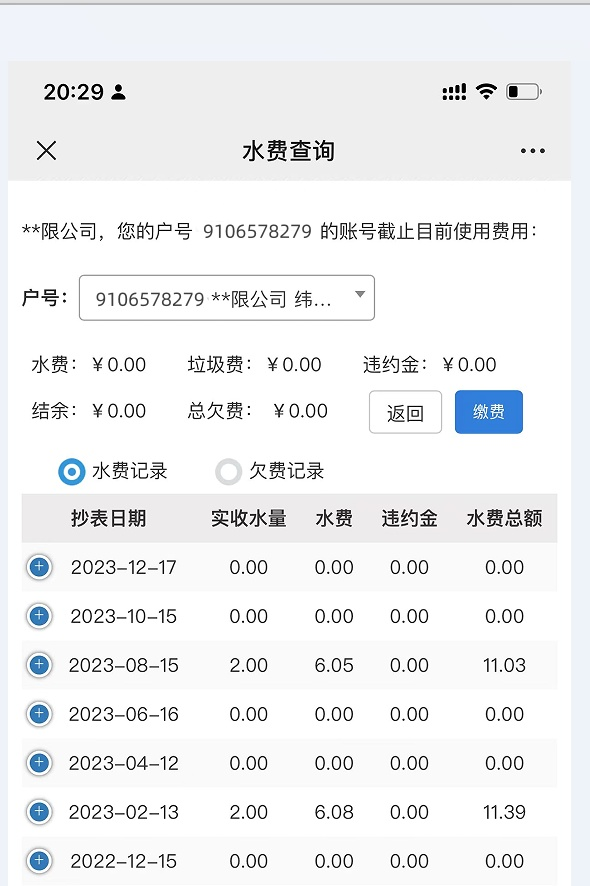 20:29
水费查询
**限公司，您的户号 9106578279 的账号截止目前使用费用：
户号： 9106578279 **限公司 纬...
水费：￥0.00 垃圾费：￥0.00 违约金：￥0.00
结余：￥0.00 总欠费：￥0.00 返回 缴费
水费记录 欠费记录
抄表日期 实收水量 水费 违约金 水费总额
2023-12-17 0.00 0.00 0.00 0.00
2023-10-15 0.00 0.00 0.00 0.00
2023-08-15 2.00 6.05 0.00 11.03
2023-06-16 0.00 0.00 0.00 0.00
2023-04-12 0.00 0.00 0.00 0.00
2023-02-13 2.00 6.08 0.00 11.39
2022-12-15 0.00 0.00 0.00 0.00